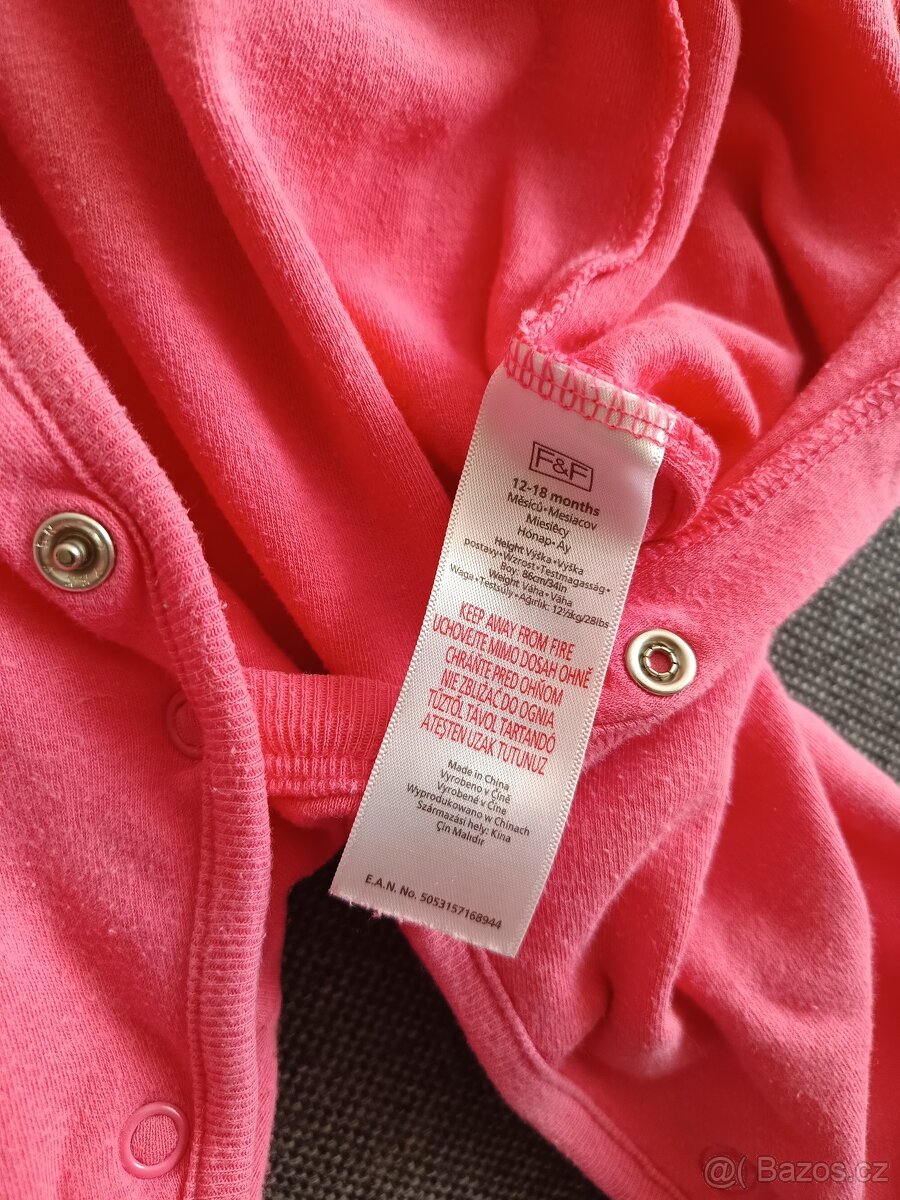 F&F
12-18 months
Měsíců•Mesiacov
Miesięcy
Hónap•Ay
Height Výška•Výška
postavy•Wzrost•Testmagasság•
Boy: 86cm/34in
Weight: Váha•Váha
Waga•Testsúly•Ağırlık: 12½kg/28lbs
KEEP AWAY FROM FIRE
UCHOVEJTE MIMO DOSAH OHNĚ
CHRÁŇTE PRED OHŇOM
NIE ZBLIŻAĆ DO OGNIA
TŰZTŐL TÁVOL TARTANDÓ
ATEŞTEN UZAK TUTUNUZ
Made in China
Vyrobeno v Číně
Vyrobené v Číne
Wyprodukowano w Chinach
Származási hely: Kína
Çin Malıdır
E.A.N. No. 5053157168944
@( Bazoš.cz